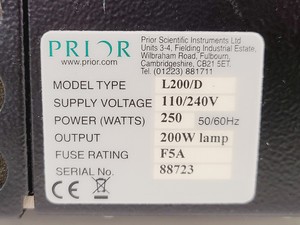 PRIOR
www.prior.com
Prior Scientific Instruments Ltd
Units 3-4, Fielding Industrial Estate,
Wilbraham Road, Fulbourn,
Cambridgeshire, CB21 5ET.
Tel. (01223) 881711
MODEL TYPE L200/D
SUPPLY VOLTAGE 110/240V
POWER (WATTS) 250 50/60Hz
OUTPUT 200W lamp
FUSE RATING F5A
SERIAL No. 88723